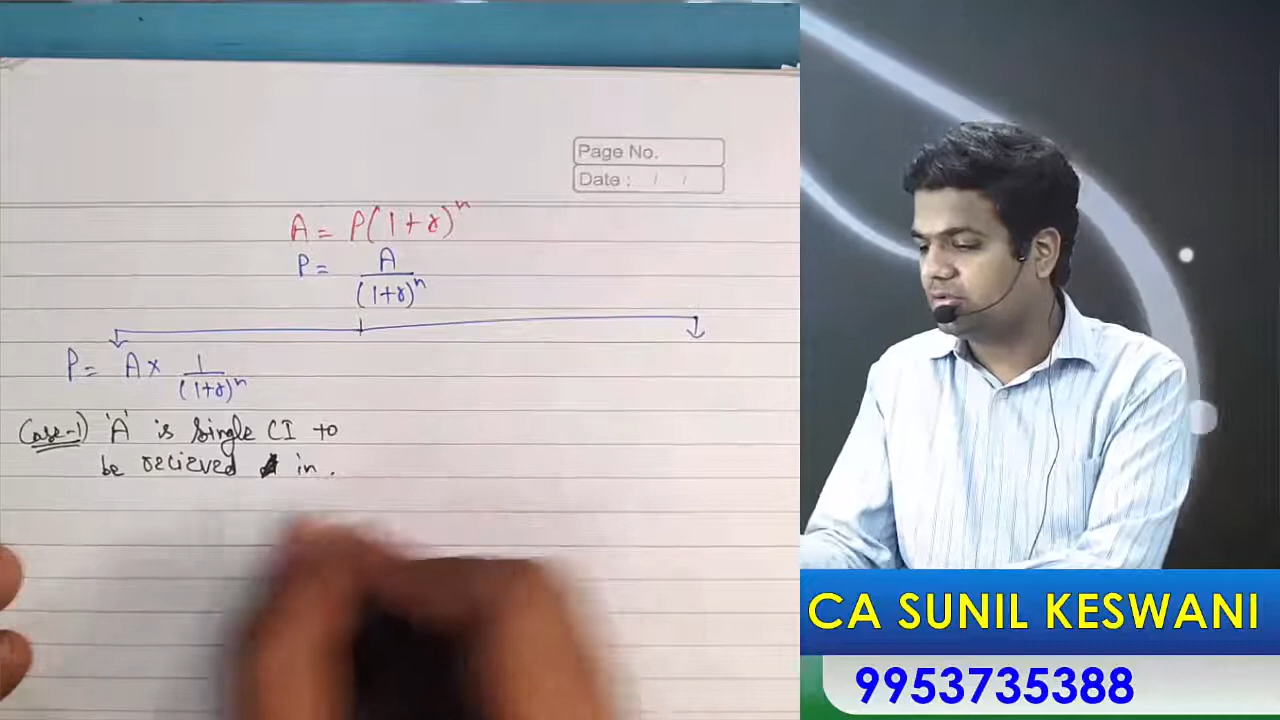 Page No.
Date : / /
A = P(1+r)ⁿ
P = A/(1+r)ⁿ
P = A × 1/(1+r)ⁿ
Case-1) 'A' is single CI to
be recieved in.
CA SUNIL KESWANI
9953735388